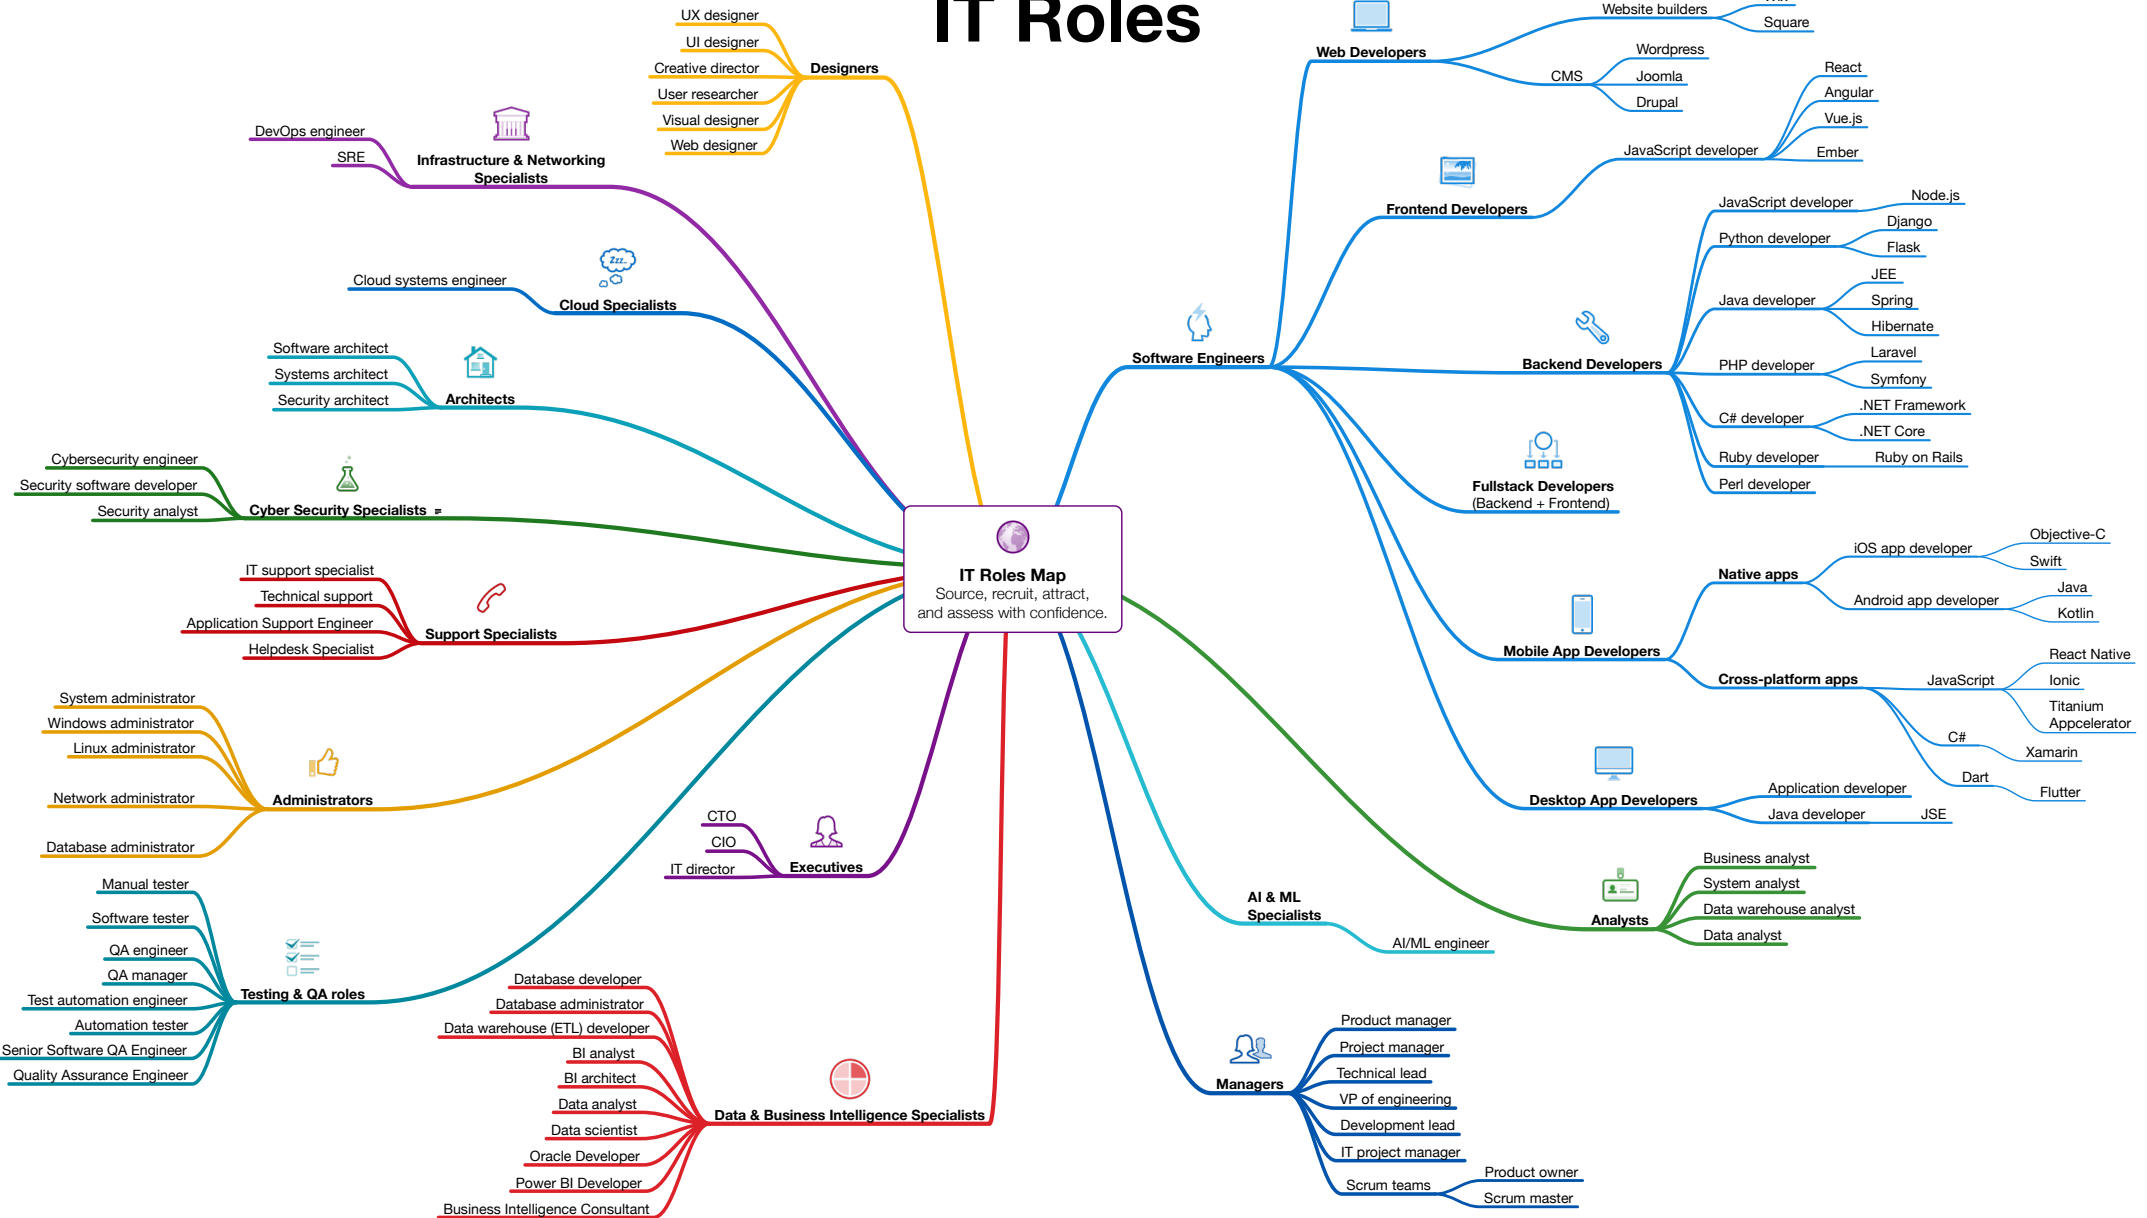 IT Roles
UX designer
UI designer
Creative director
User researcher
Visual designer
Web designer
Designers
DevOps engineer
SRE
Infrastructure & Networking
Specialists
Cloud systems engineer
Zzz..
Cloud Specialists
Software architect
Systems architect
Security architect
Architects
Cybersecurity engineer
Security software developer
Security analyst
Cyber Security Specialists
IT support specialist
Technical support
Application Support Engineer
Helpdesk Specialist
Support Specialists
System administrator
Windows administrator
Linux administrator
Network administrator
Database administrator
Administrators
Manual tester
Software tester
QA engineer
QA manager
Test automation engineer
Automation tester
Senior Software QA Engineer
Quality Assurance Engineer
Testing & QA roles
CTO
CIO
IT director
Executives
Database developer
Database administrator
Data warehouse (ETL) developer
BI analyst
BI architect
Data analyst
Data scientist
Oracle Developer
Power BI Developer
Business Intelligence Consultant
Data & Business Intelligence Specialists
IT Roles Map
Source, recruit, attract,
and assess with confidence.
Software Engineers
Web Developers
Website builders
Square
CMS
Wordpress
Joomla
Drupal
Frontend Developers
JavaScript developer
React
Angular
Vue.js
Ember
Backend Developers
JavaScript developer
Node.js
Python developer
Django
Flask
Java developer
JEE
Spring
Hibernate
PHP developer
Laravel
Symfony
C# developer
.NET Framework
.NET Core
Ruby developer
Ruby on Rails
Perl developer
Fullstack Developers
(Backend + Frontend)
Mobile App Developers
Native apps
iOS app developer
Objective-C
Swift
Android app developer
Java
Kotlin
Cross-platform apps
JavaScript
React Native
Ionic
Titanium
Appcelerator
C#
Xamarin
Dart
Flutter
Desktop App Developers
Application developer
Java developer
JSE
Analysts
Business analyst
System analyst
Data warehouse analyst
Data analyst
AI & ML
Specialists
AI/ML engineer
Managers
Product manager
Project manager
Technical lead
VP of engineering
Development lead
IT project manager
Scrum teams
Product owner
Scrum master